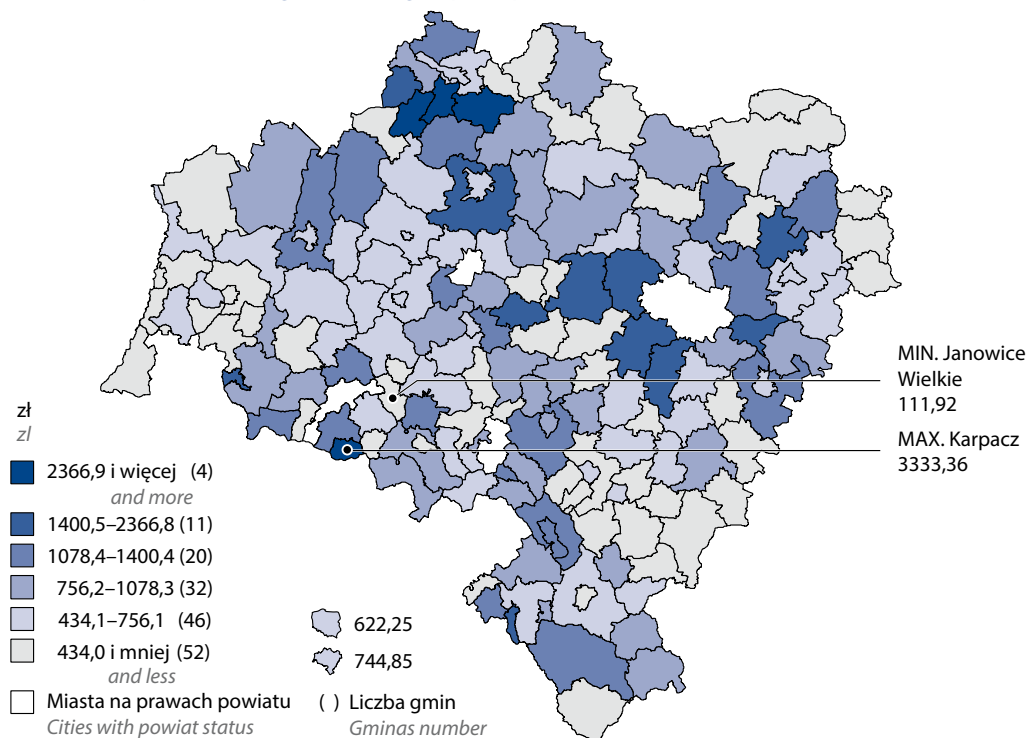 MIN. Janowice
Wielkie
111,92
MAX. Karpacz
3333,36
zł
zl
2366,9 i więcej (4)
and more
1400,5–2366,8 (11)
1078,4–1400,4 (20)
756,2–1078,3 (32)
434,1–756,1 (46)
434,0 i mniej (52)
and less
Miasta na prawach powiatu
Cities with powiat status
622,25
744,85
( ) Liczba gmin
Gminas number